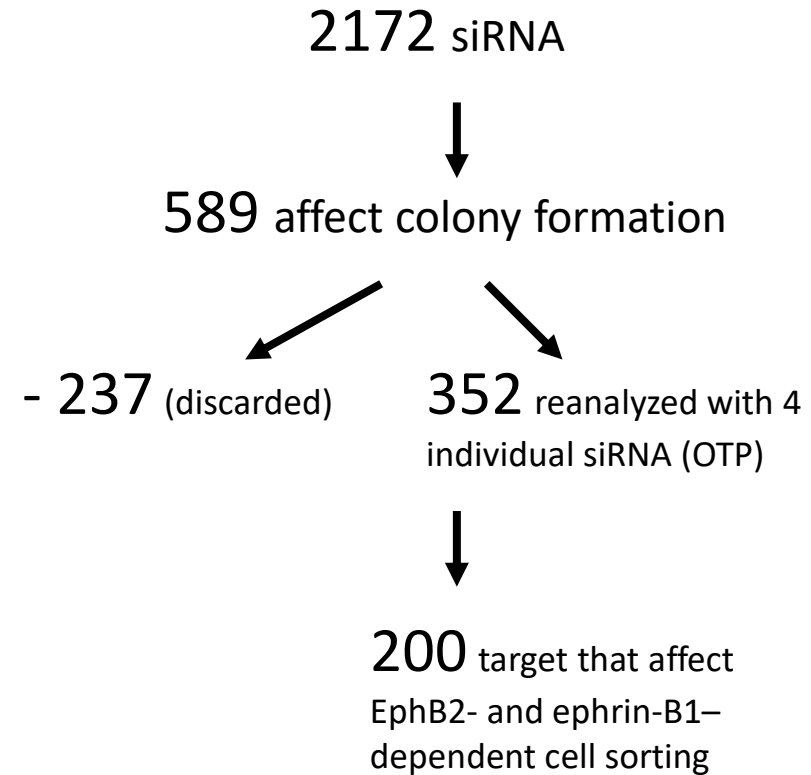 2172 siRNA
589 affect colony formation
- 237 (discarded)
352 reanalyzed with 4
individual siRNA (OTP)
200 target that affect
EphB2- and ephrin-B1–
dependent cell sorting